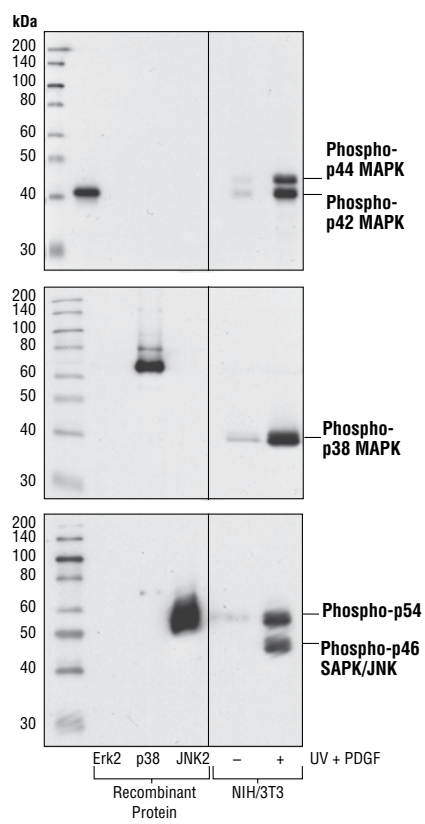 kDa
200
140
100
80
60
50
40
30
Phospho-
p44 MAPK
Phospho-
p42 MAPK
200
140
100
80
60
50
40
30
Phospho-
p38 MAPK
200
140
100
80
60
50
40
30
Phospho-p54
Phospho-p46
SAPK/JNK
Erk2 p38 JNK2 – + UV + PDGF
Recombinant NIH/3T3
Protein